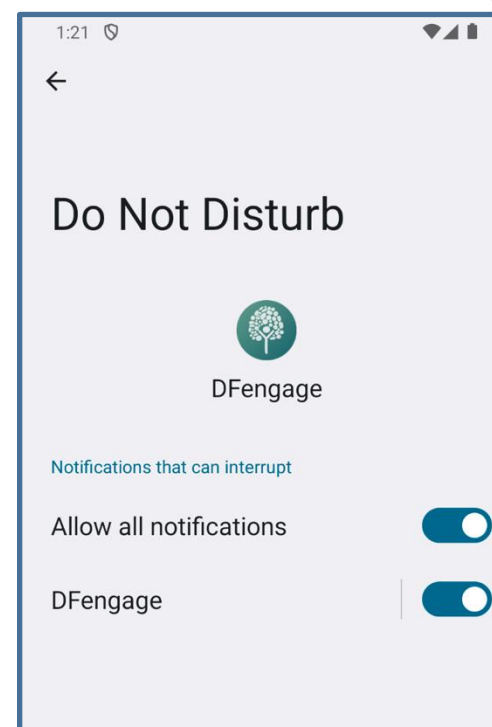 1:21
Do Not Disturb
DFengage
Notifications that can interrupt
Allow all notifications
DFengage